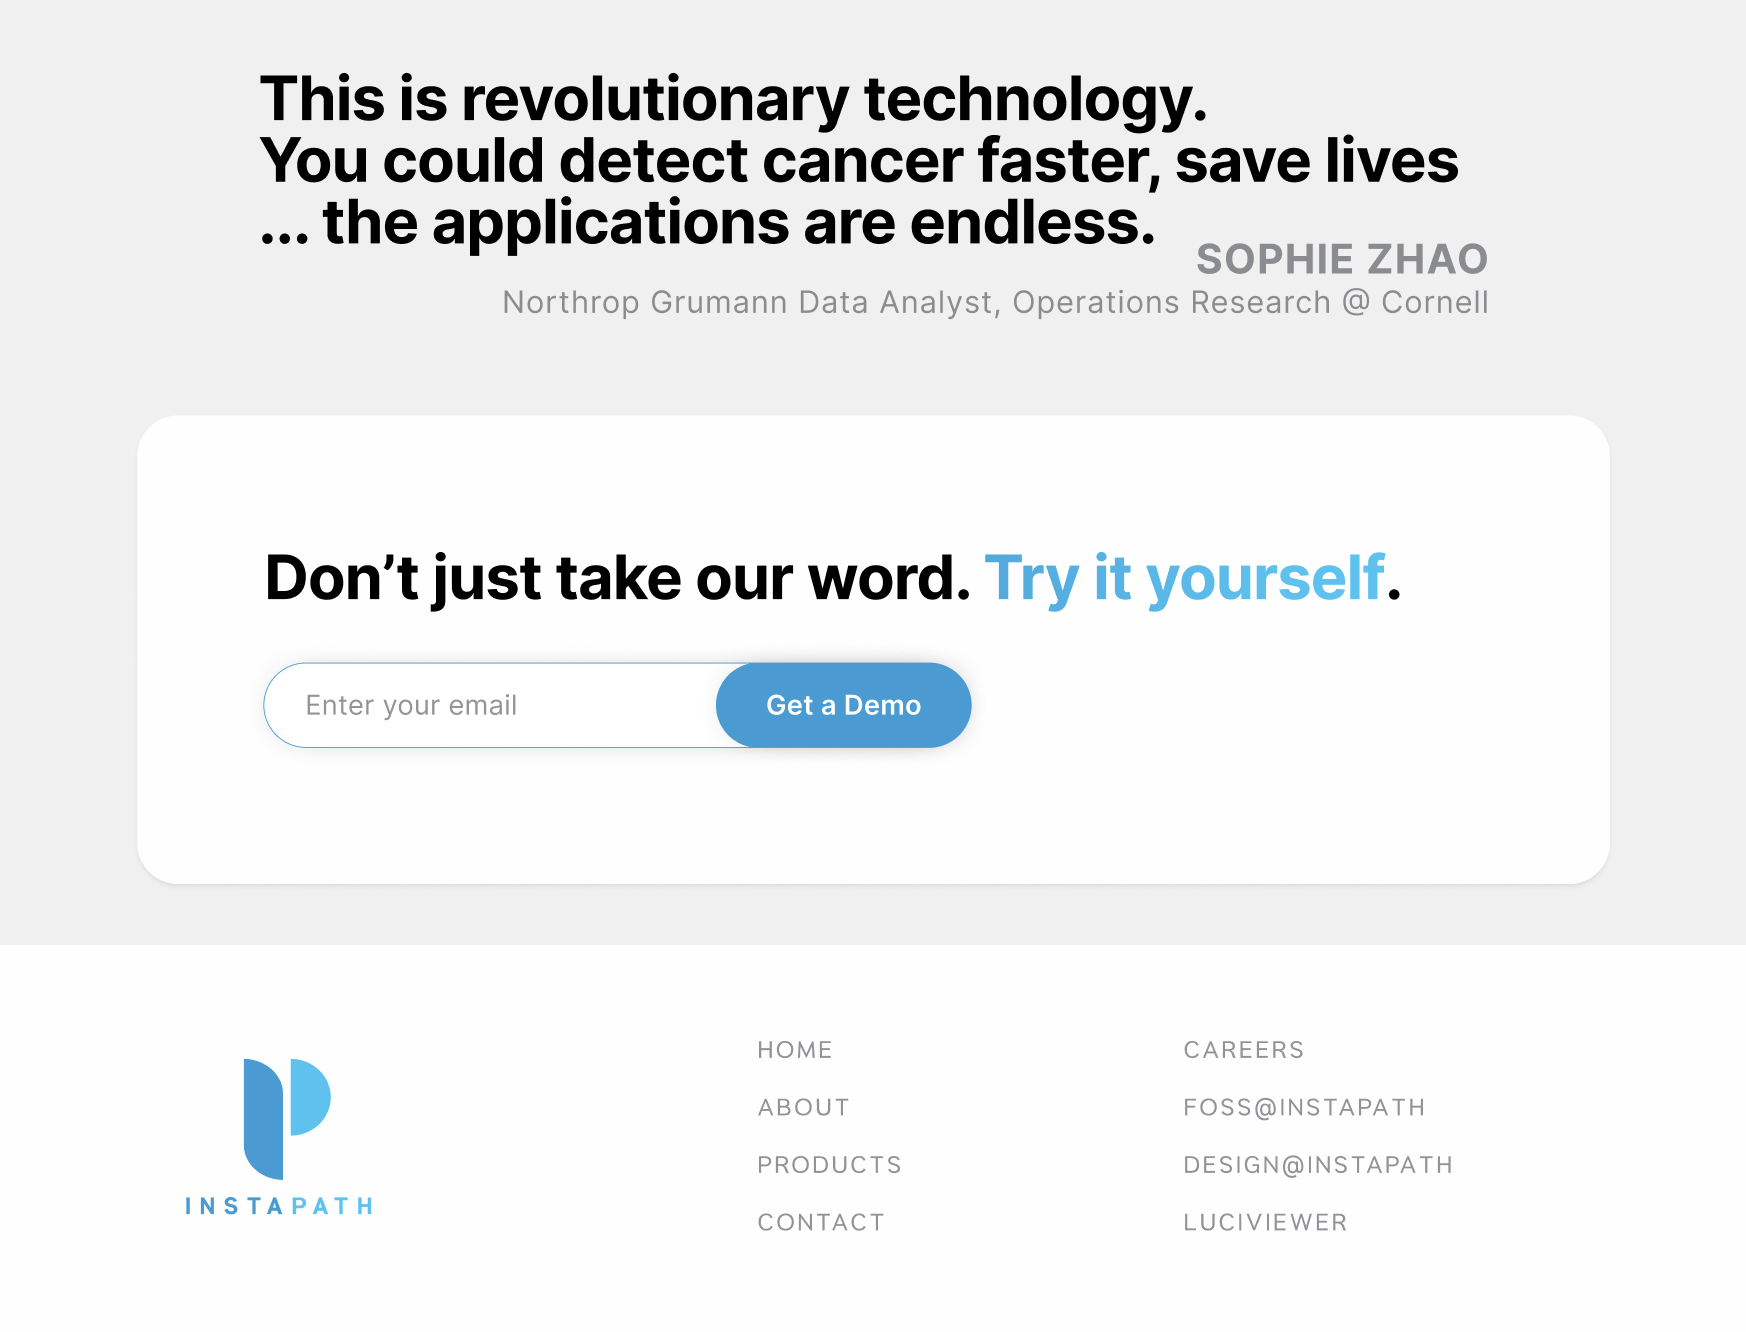 This is revolutionary technology.
You could detect cancer faster, save lives
... the applications are endless.
SOPHIE ZHAO
Northrop Grumann Data Analyst, Operations Research @ Cornell
Don’t just take our word. Try it yourself.
Enter your email
Get a Demo
INSTAPATH
HOME
ABOUT
PRODUCTS
CONTACT
CAREERS
FOSS@INSTAPATH
DESIGN@INSTAPATH
LUCIVIEWER